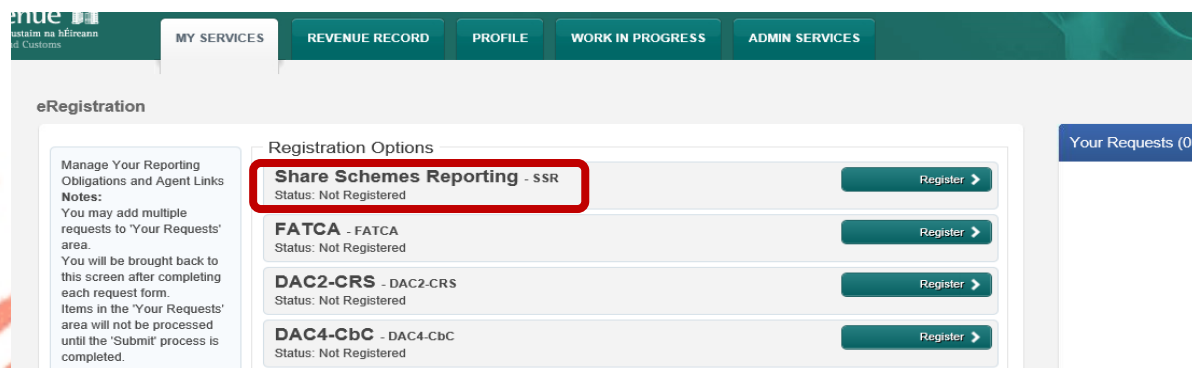 ustaim na hÉireann
d Customs
MY SERVICES
REVENUE RECORD
PROFILE
WORK IN PROGRESS
ADMIN SERVICES
eRegistration
Manage Your Reporting
Obligations and Agent Links
Notes:
You may add multiple
requests to 'Your Requests'
area.
You will be brought back to
this screen after completing
each request form.
Items in the 'Your Requests'
area will not be processed
until the 'Submit' process is
completed.
Registration Options
Share Schemes Reporting - SSR
Status: Not Registered
Register
FATCA - FATCA
Status: Not Registered
Register
DAC2-CRS - DAC2-CRS
Status: Not Registered
Register
DAC4-CbC - DAC4-CbC
Status: Not Registered
Register
Your Requests (0